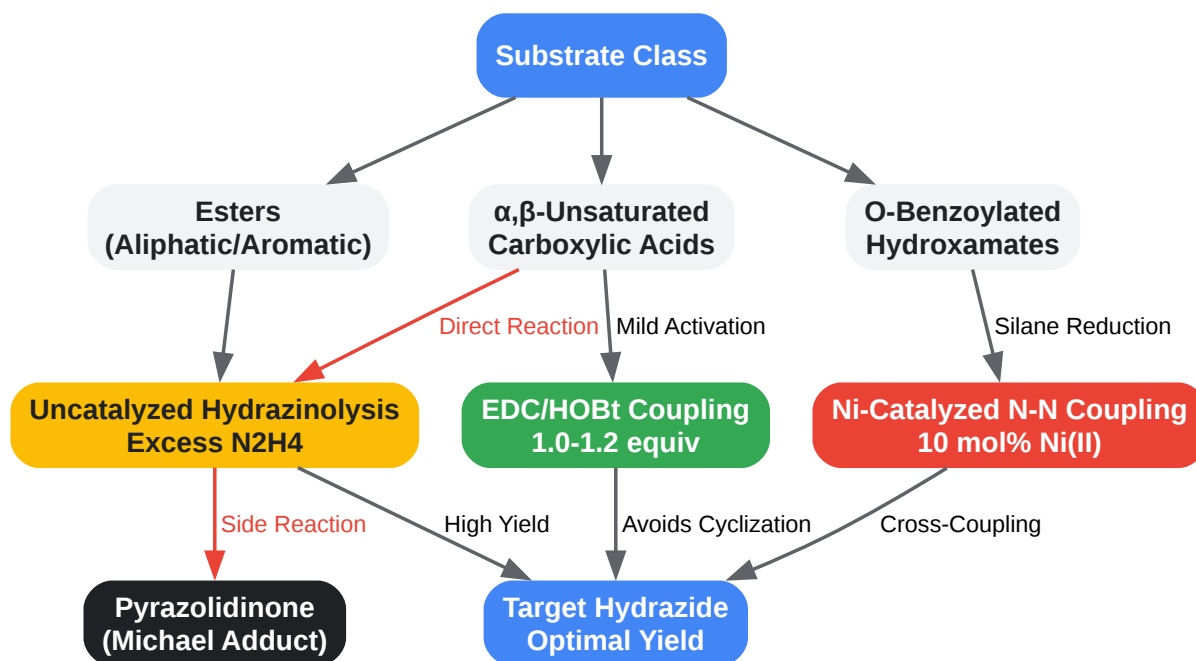 Substrate Class
Esters
(Aliphatic/Aromatic)
α,β-Unsaturated
Carboxylic Acids
O-Benzoylated
Hydroxamates
Direct Reaction
Mild Activation
Silane Reduction
Uncatalyzed Hydrazinolysis
Excess N2H4
EDC/HOBt Coupling
1.0-1.2 equiv
Ni-Catalyzed N-N Coupling
10 mol% Ni(II)
Side Reaction
High Yield
Avoids Cyclization
Cross-Coupling
Pyrazolidinone
(Michael Adduct)
Target Hydrazide
Optimal Yield